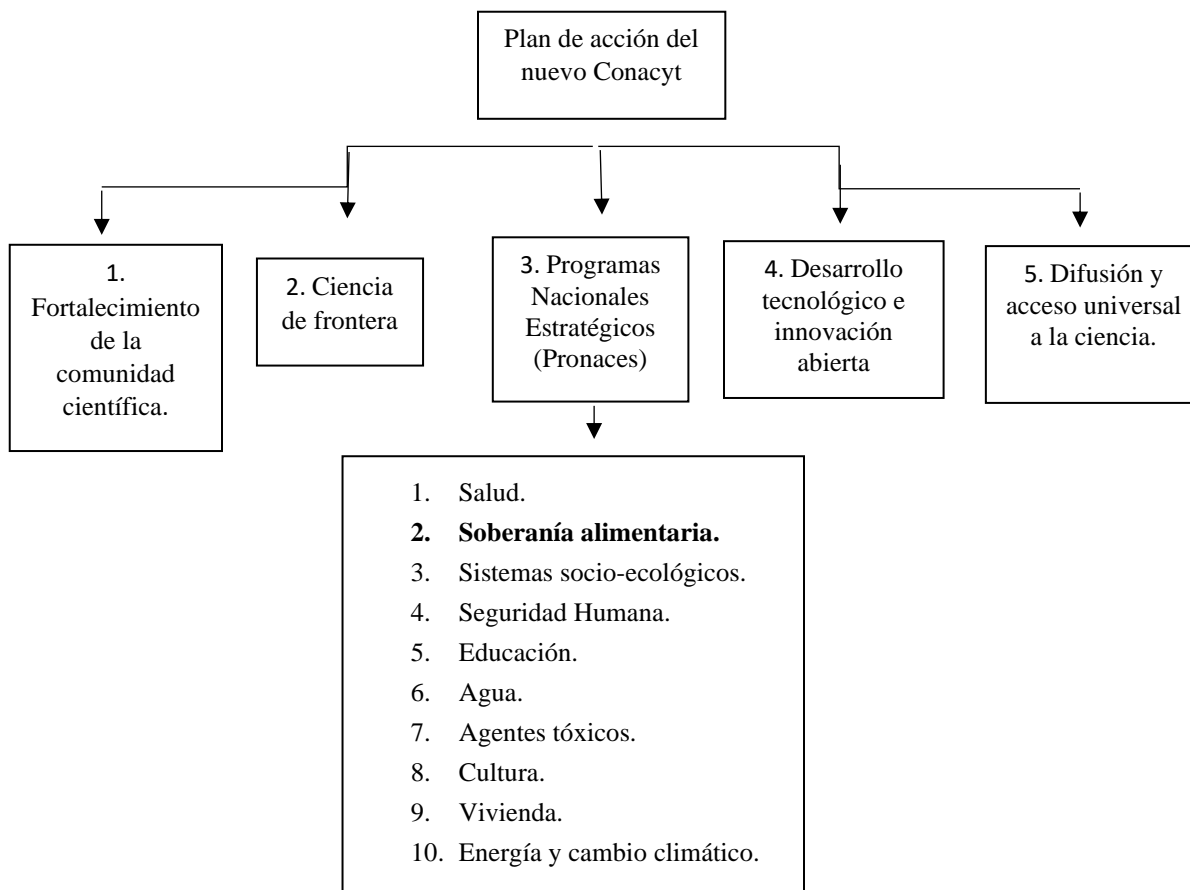 Plan de acción del
nuevo Conacyt
1.
Fortalecimiento
de la
comunidad
científica.
2. Ciencia
de frontera
3. Programas
Nacionales
Estratégicos
(Pronaces)
4. Desarrollo
tecnológico e
innovación
abierta
5. Difusión y
acceso universal
a la ciencia.
1. Salud.
2. Soberanía alimentaria.
3. Sistemas socio-ecológicos.
4. Seguridad Humana.
5. Educación.
6. Agua.
7. Agentes tóxicos.
8. Cultura.
9. Vivienda.
10. Energía y cambio climático.